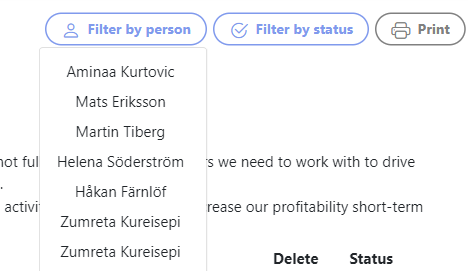 Filter by person Filter by status Print
Aminaa Kurtovic
Mats Eriksson
Martin Tiberg
not ful Helena Söderström rs we need to work with to drive
.
Håkan Färnlöf
activi rease our profitability short-term
Zumreta Kureisepi
Zumreta Kureisepi
Delete Status